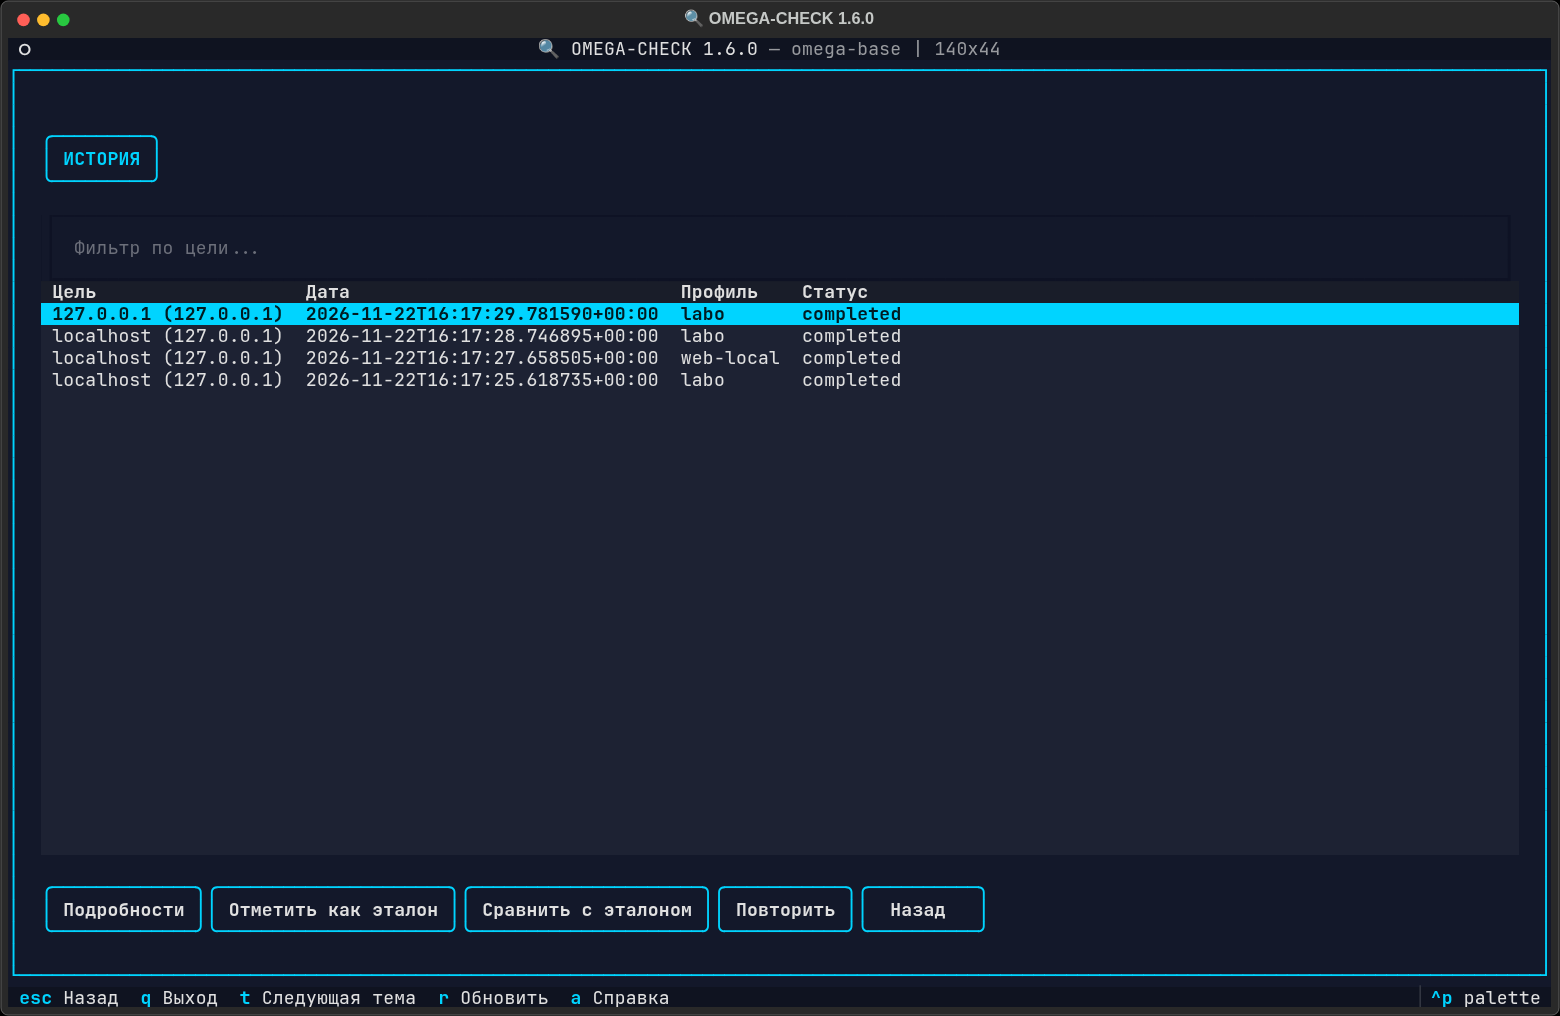 🔍 OMEGA-CHECK 1.6.0
O 🔍 OMEGA-CHECK 1.6.0 — omega-base | 140x44
ИСТОРИЯ
Фильтр по цели...
Цель Дата Профиль Статус
127.0.0.1 (127.0.0.1) 2026-11-22T16:17:29.781590+00:00 labo completed
localhost (127.0.0.1) 2026-11-22T16:17:28.746895+00:00 labo completed
localhost (127.0.0.1) 2026-11-22T16:17:27.658505+00:00 web-local completed
localhost (127.0.0.1) 2026-11-22T16:17:25.618735+00:00 labo completed
Подробности Отметить как эталон Сравнить с эталоном Повторить Назад
esc Назад q Выход t Следующая тема r Обновить a Справка ^p palette